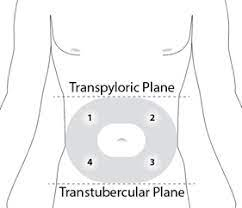 Transpyloric Plane
1 2
4 3
Transtubercular Plane